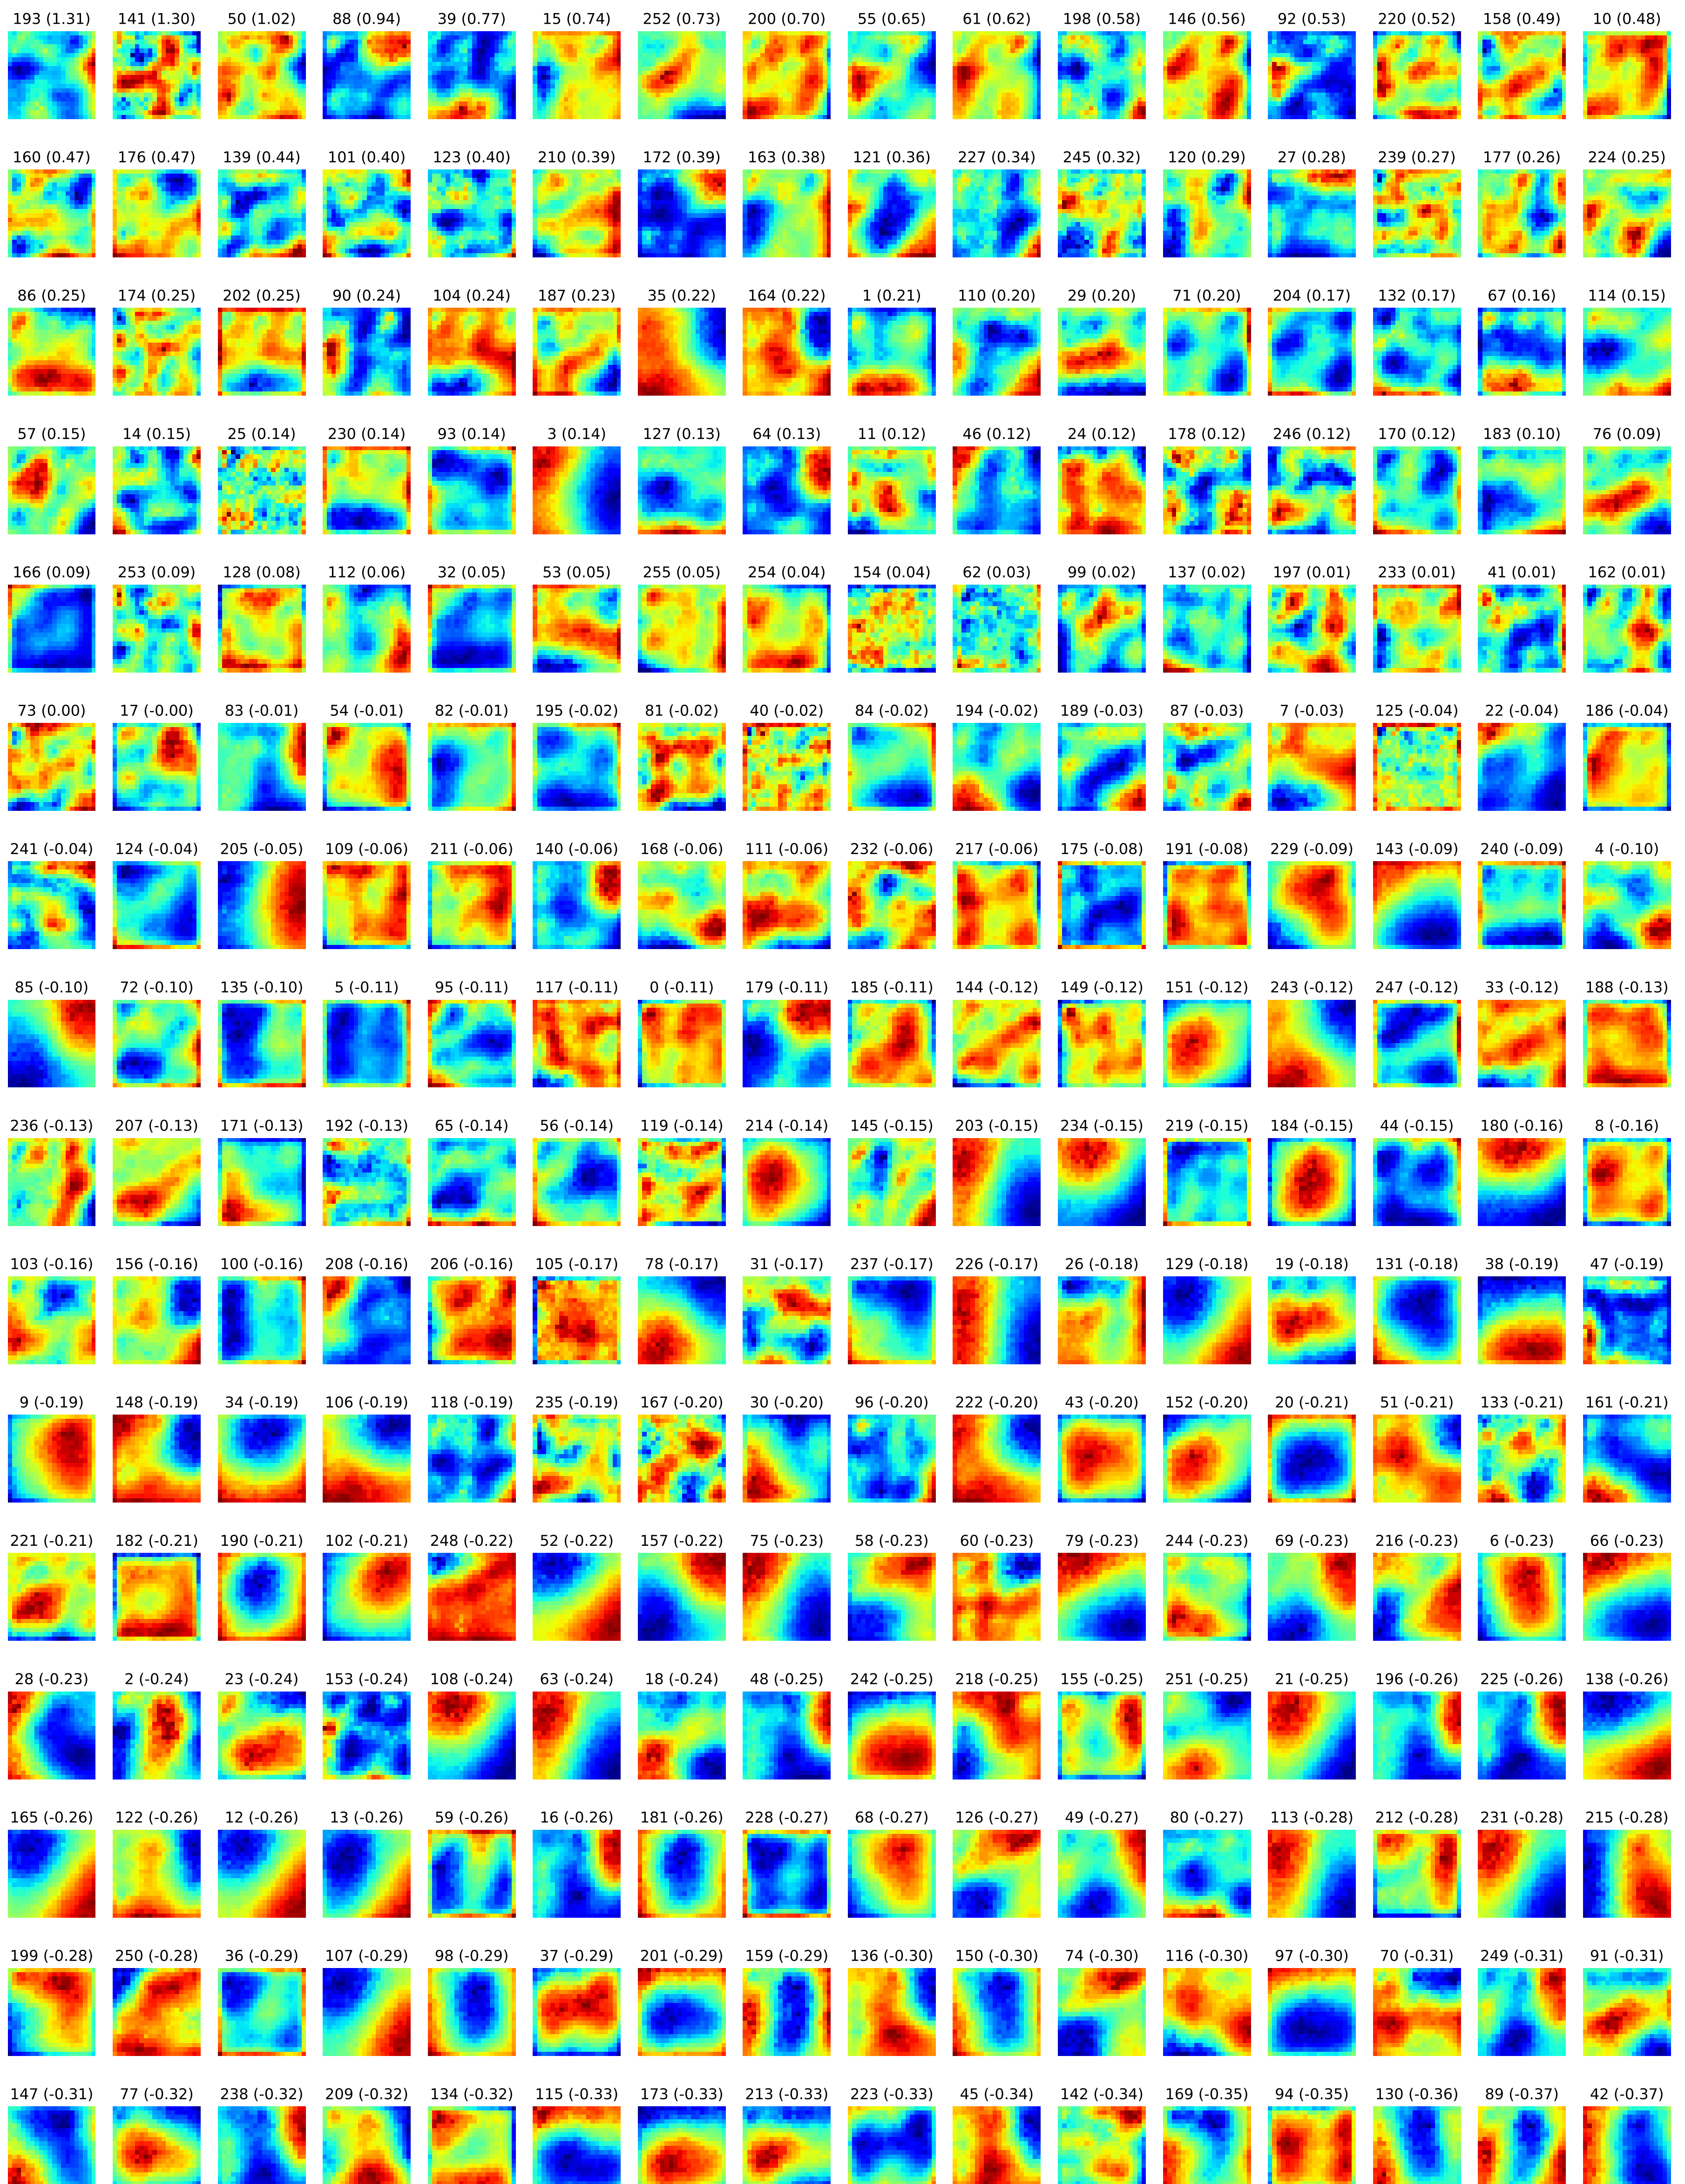 193 (1.31) 141 (1.30) 50 (1.02) 88 (0.94) 39 (0.77) 15 (0.74) 252 (0.73) 200 (0.70) 55 (0.65) 61 (0.62) 198 (0.58) 146 (0.56) 92 (0.53) 220 (0.52) 158 (0.49) 10 (0.48)
160 (0.47) 176 (0.47) 139 (0.44) 101 (0.40) 123 (0.40) 210 (0.39) 172 (0.39) 163 (0.38) 121 (0.36) 227 (0.34) 245 (0.32) 120 (0.29) 27 (0.28) 239 (0.27) 177 (0.26) 224 (0.25)
86 (0.25) 174 (0.25) 202 (0.25) 90 (0.24) 104 (0.24) 187 (0.23) 35 (0.22) 164 (0.22) 1 (0.21) 110 (0.20) 29 (0.20) 71 (0.20) 204 (0.17) 132 (0.17) 67 (0.16) 114 (0.15)
57 (0.15) 14 (0.15) 25 (0.14) 230 (0.14) 93 (0.14) 3 (0.14) 127 (0.13) 64 (0.13) 11 (0.12) 46 (0.12) 24 (0.12) 178 (0.12) 246 (0.12) 170 (0.12) 183 (0.10) 76 (0.09)
166 (0.09) 253 (0.09) 128 (0.08) 112 (0.06) 32 (0.05) 53 (0.05) 255 (0.05) 254 (0.04) 154 (0.04) 62 (0.03) 99 (0.02) 137 (0.02) 197 (0.01) 233 (0.01) 41 (0.01) 162 (0.01)
73 (0.00) 17 (-0.00) 83 (-0.01) 54 (-0.01) 82 (-0.01) 195 (-0.02) 81 (-0.02) 40 (-0.02) 84 (-0.02) 194 (-0.02) 189 (-0.03) 87 (-0.03) 7 (-0.03) 125 (-0.04) 22 (-0.04) 186 (-0.04)
241 (-0.04) 124 (-0.04) 205 (-0.05) 109 (-0.06) 211 (-0.06) 140 (-0.06) 168 (-0.06) 111 (-0.06) 232 (-0.06) 217 (-0.06) 175 (-0.08) 191 (-0.08) 229 (-0.09) 143 (-0.09) 240 (-0.09) 4 (-0.10)
85 (-0.10) 72 (-0.10) 135 (-0.10) 5 (-0.11) 95 (-0.11) 117 (-0.11) 0 (-0.11) 179 (-0.11) 185 (-0.11) 144 (-0.12) 149 (-0.12) 151 (-0.12) 243 (-0.12) 247 (-0.12) 33 (-0.12) 188 (-0.13)
236 (-0.13) 207 (-0.13) 171 (-0.13) 192 (-0.13) 65 (-0.14) 56 (-0.14) 119 (-0.14) 214 (-0.14) 145 (-0.15) 203 (-0.15) 234 (-0.15) 219 (-0.15) 184 (-0.15) 44 (-0.15) 180 (-0.16) 8 (-0.16)
103 (-0.16) 156 (-0.16) 100 (-0.16) 208 (-0.16) 206 (-0.16) 105 (-0.17) 78 (-0.17) 31 (-0.17) 237 (-0.17) 226 (-0.17) 26 (-0.18) 129 (-0.18) 19 (-0.18) 131 (-0.18) 38 (-0.19) 47 (-0.19)
9 (-0.19) 148 (-0.19) 34 (-0.19) 106 (-0.19) 118 (-0.19) 235 (-0.19) 167 (-0.20) 30 (-0.20) 96 (-0.20) 222 (-0.20) 43 (-0.20) 152 (-0.20) 20 (-0.21) 51 (-0.21) 133 (-0.21) 161 (-0.21)
221 (-0.21) 182 (-0.21) 190 (-0.21) 102 (-0.21) 248 (-0.22) 52 (-0.22) 157 (-0.22) 75 (-0.23) 58 (-0.23) 60 (-0.23) 79 (-0.23) 244 (-0.23) 69 (-0.23) 216 (-0.23) 6 (-0.23) 66 (-0.23)
28 (-0.23) 2 (-0.24) 23 (-0.24) 153 (-0.24) 108 (-0.24) 63 (-0.24) 18 (-0.24) 48 (-0.25) 242 (-0.25) 218 (-0.25) 155 (-0.25) 251 (-0.25) 21 (-0.25) 196 (-0.26) 225 (-0.26) 138 (-0.26)
165 (-0.26) 122 (-0.26) 12 (-0.26) 13 (-0.26) 59 (-0.26) 16 (-0.26) 181 (-0.26) 228 (-0.27) 68 (-0.27) 126 (-0.27) 49 (-0.27) 80 (-0.27) 113 (-0.28) 212 (-0.28) 231 (-0.28) 215 (-0.28)
199 (-0.28) 250 (-0.28) 36 (-0.29) 107 (-0.29) 98 (-0.29) 37 (-0.29) 201 (-0.29) 159 (-0.29) 136 (-0.30) 150 (-0.30) 74 (-0.30) 116 (-0.30) 97 (-0.30) 70 (-0.31) 249 (-0.31) 91 (-0.31)
147 (-0.31) 77 (-0.32) 238 (-0.32) 209 (-0.32) 134 (-0.32) 115 (-0.33) 173 (-0.33) 213 (-0.33) 223 (-0.33) 45 (-0.34) 142 (-0.34) 169 (-0.35) 94 (-0.35) 130 (-0.36) 89 (-0.37) 42 (-0.37)